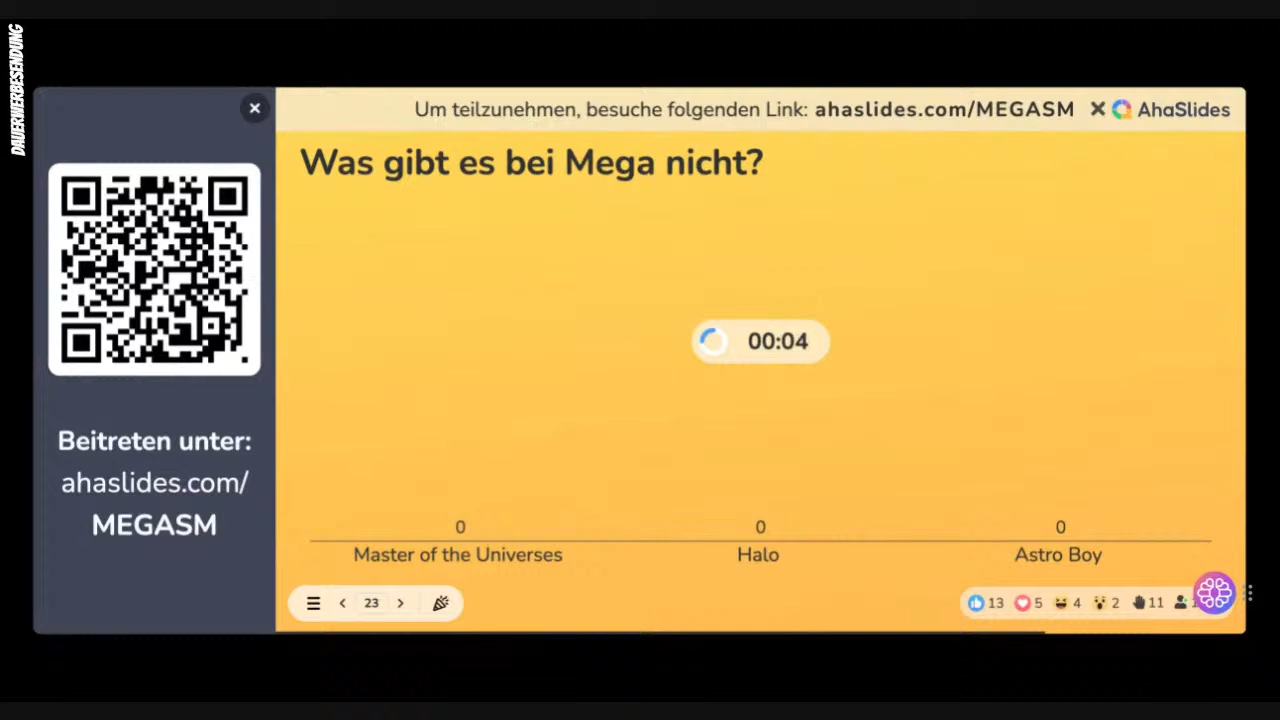 DAUERWERBESENDUNG
Um teilzunehmen, besuche folgenden Link: ahaslides.com/MEGASM
AhaSlides
Was gibt es bei Mega nicht?
00:04
Beitreten unter:
ahaslides.com/
MEGASM
0
0
0
Master of the Universes
Halo
Astro Boy
23
13
5
4
2
11